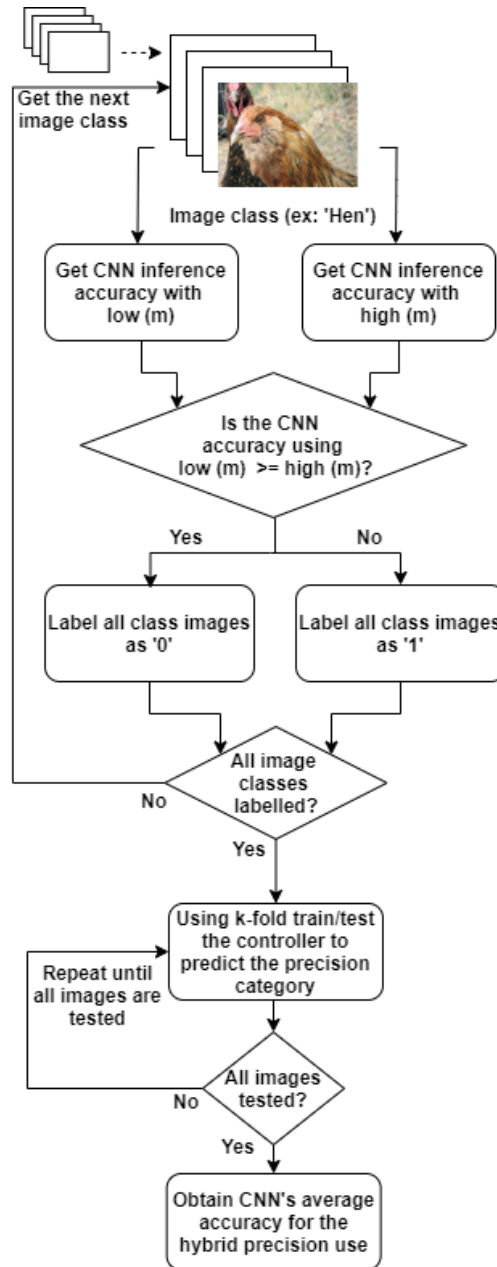 Get the next
image class
Image class (ex: 'Hen')
Get CNN inference
accuracy with
low (m)
Get CNN inference
accuracy with
high (m)
Is the CNN
accuracy using
low (m) >= high (m)?
Yes
No
Label all class images
as '0'
Label all class images
as '1'
All image
classes
labelled?
No
Yes
Using k-fold train/test
the controller to
predict the precision
category
Repeat until
all images are
tested
All images
tested?
No
Yes
Obtain CNN's average
accuracy for the
hybrid precision use